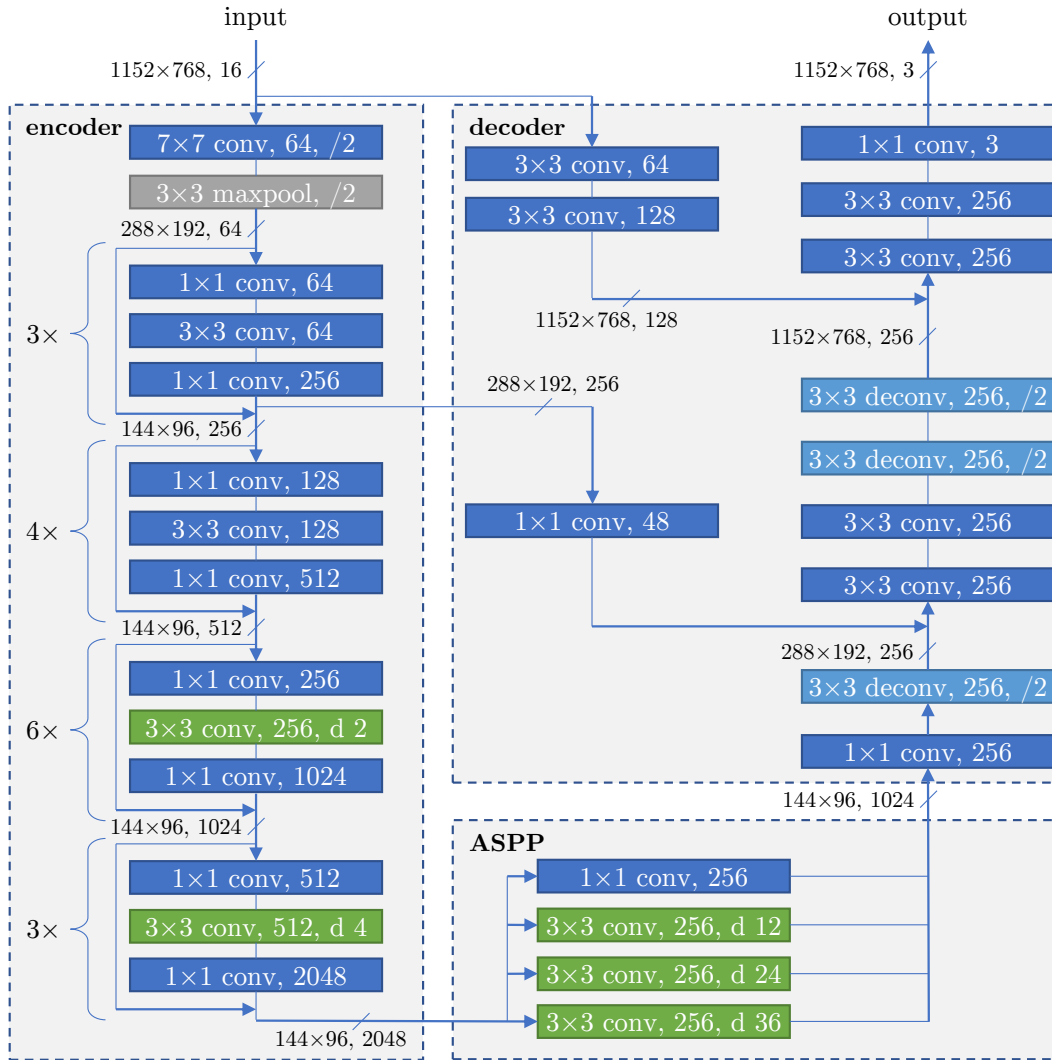 input
1152×768, 16
encoder
7×7 conv, 64, /2
3×3 maxpool, /2
288×192, 64
3×
1×1 conv, 64
3×3 conv, 64
1×1 conv, 256
144×96, 256
4×
1×1 conv, 128
3×3 conv, 128
1×1 conv, 512
144×96, 512
6×
1×1 conv, 256
3×3 conv, 256, d 2
1×1 conv, 1024
144×96, 1024
3×
1×1 conv, 512
3×3 conv, 512, d 4
1×1 conv, 2048
144×96, 2048
output
1152×768, 3
decoder
3×3 conv, 64
3×3 conv, 128
1152×768, 128
288×192, 256
1×1 conv, 48
1×1 conv, 3
3×3 conv, 256
3×3 conv, 256
1152×768, 256
3×3 deconv, 256, /2
3×3 deconv, 256, /2
3×3 conv, 256
3×3 conv, 256
288×192, 256
3×3 deconv, 256, /2
1×1 conv, 256
144×96, 1024
ASPP
1×1 conv, 256
3×3 conv, 256, d 12
3×3 conv, 256, d 24
3×3 conv, 256, d 36